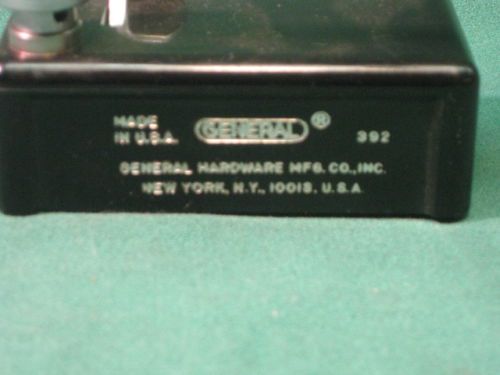 MADE
IN U.S.A.
GENERAL®
392
GENERAL HARDWARE MFG. CO., INC.
NEW YORK, N.Y., 10013, U.S.A